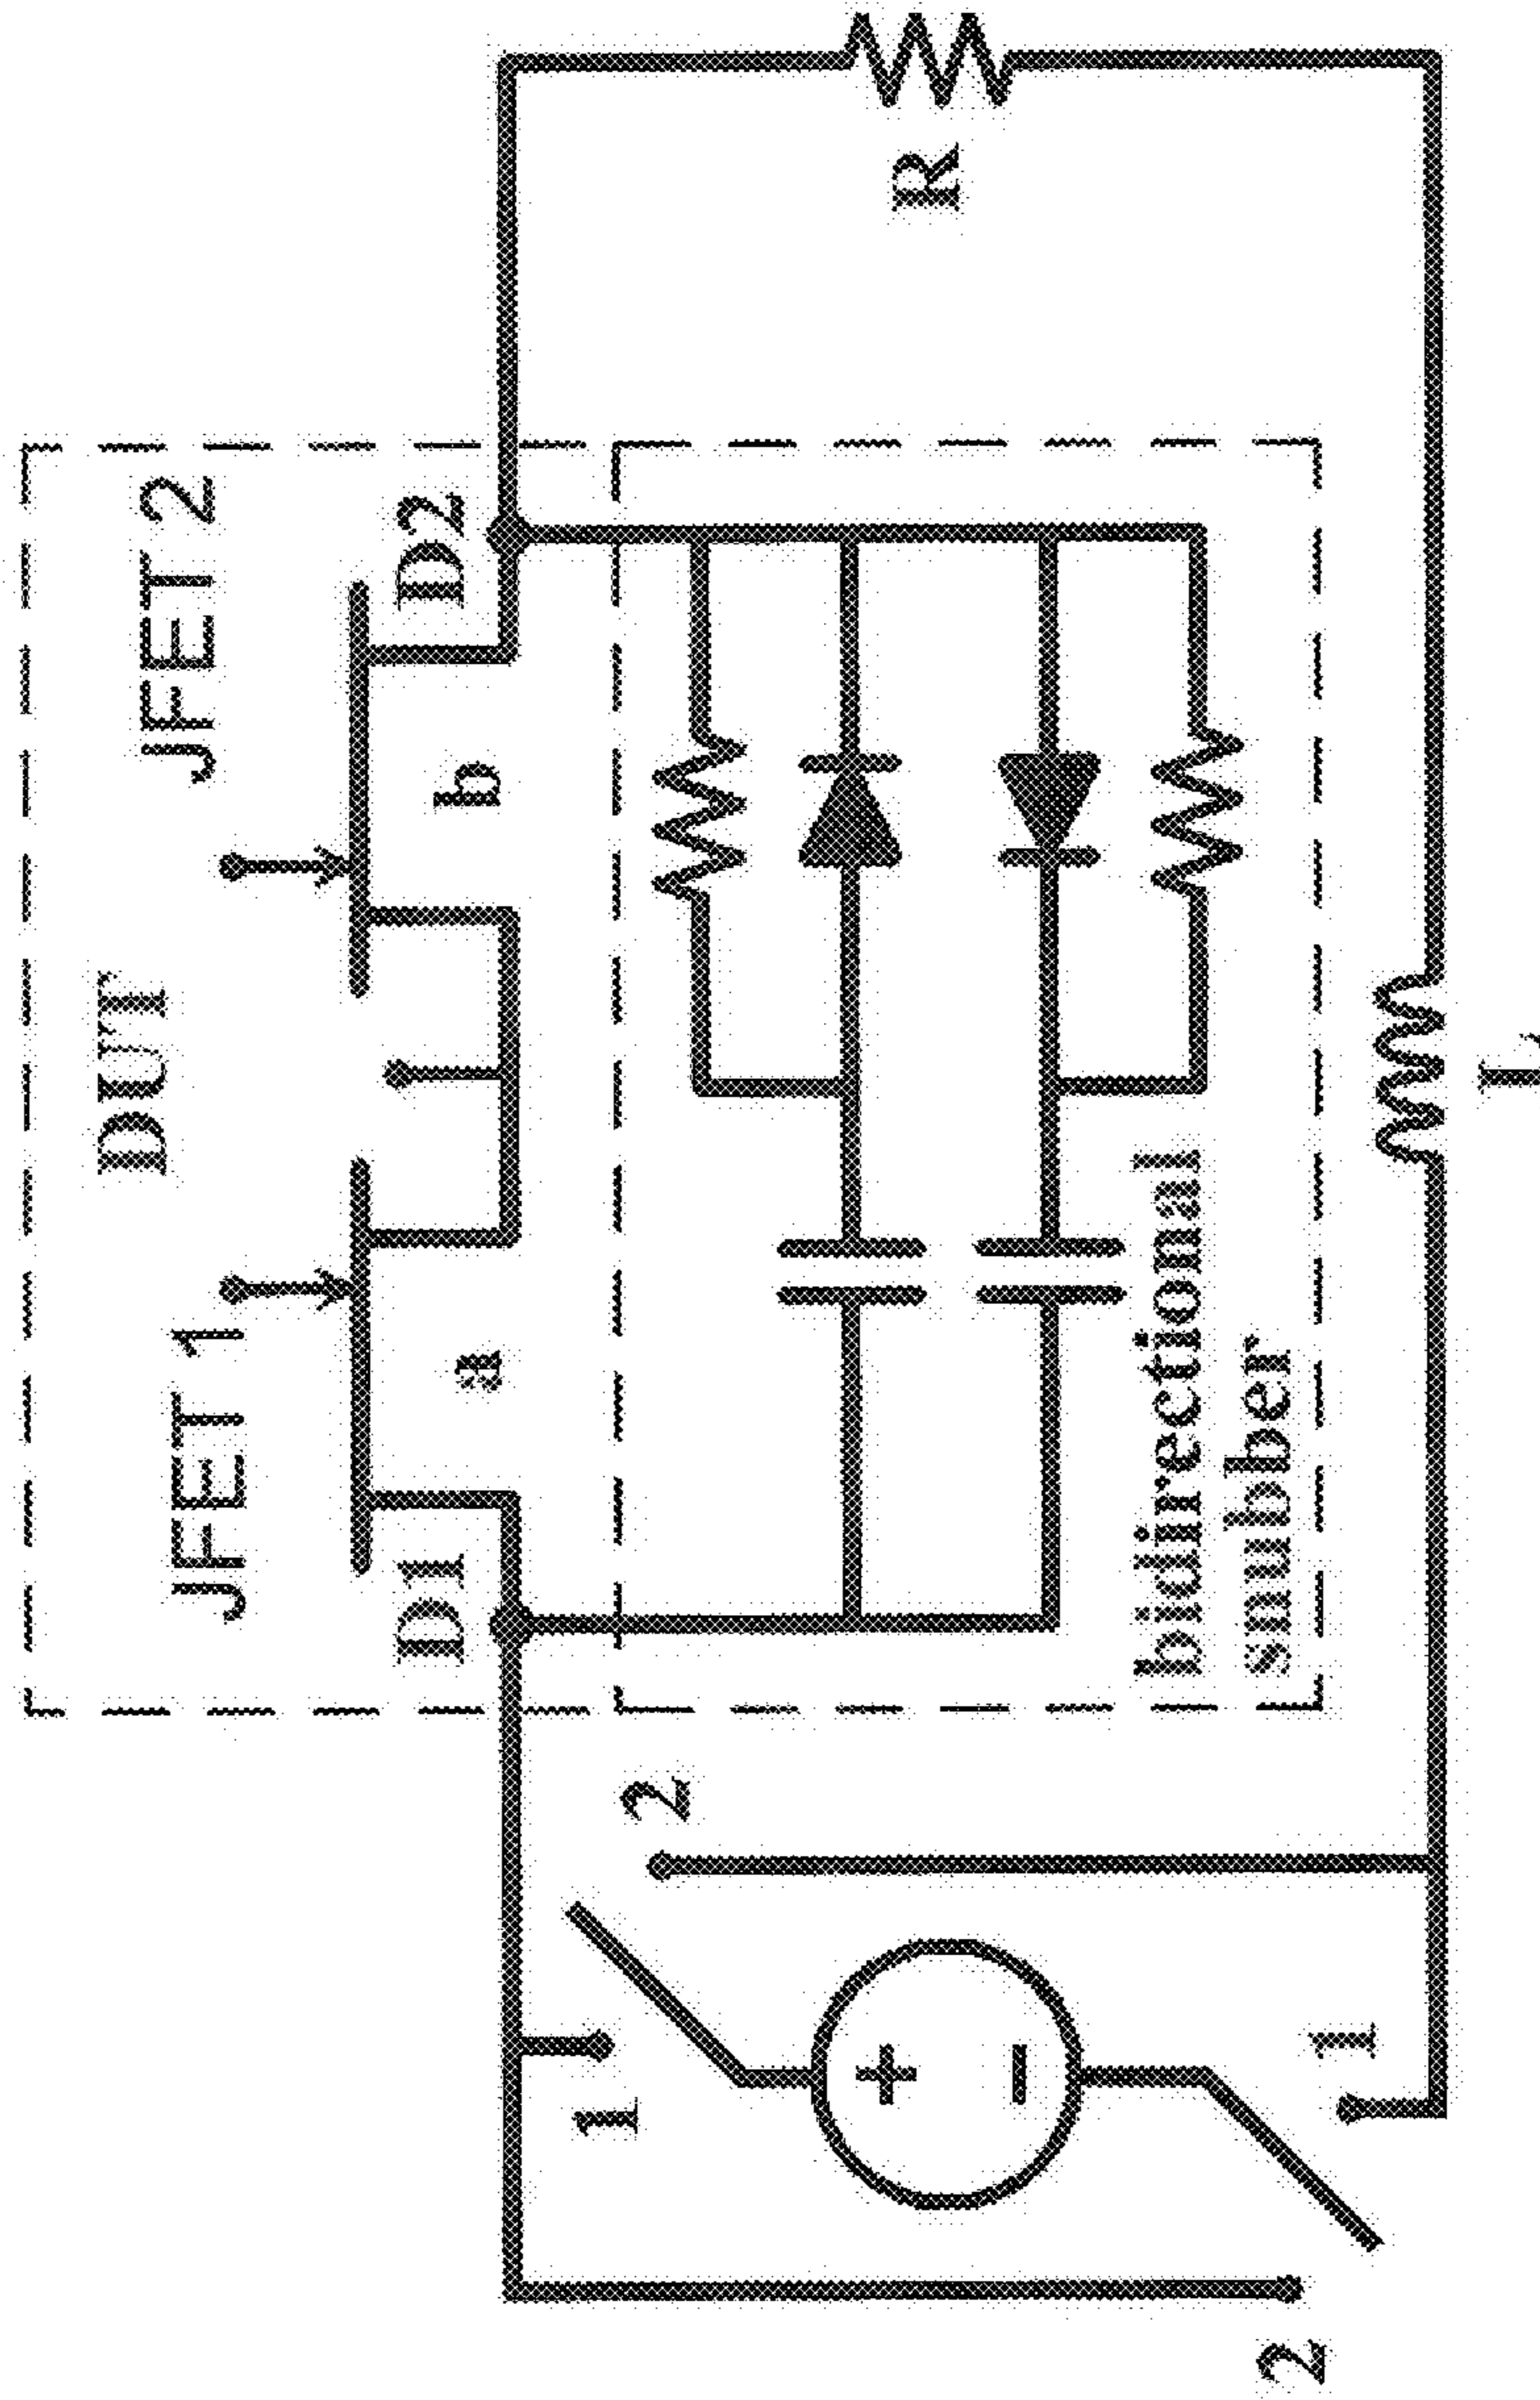 DUT
JFET 1
JFET 2
D1
a
b
D2
1
2
+
-
1
2
bidirectional
snubber
R
L